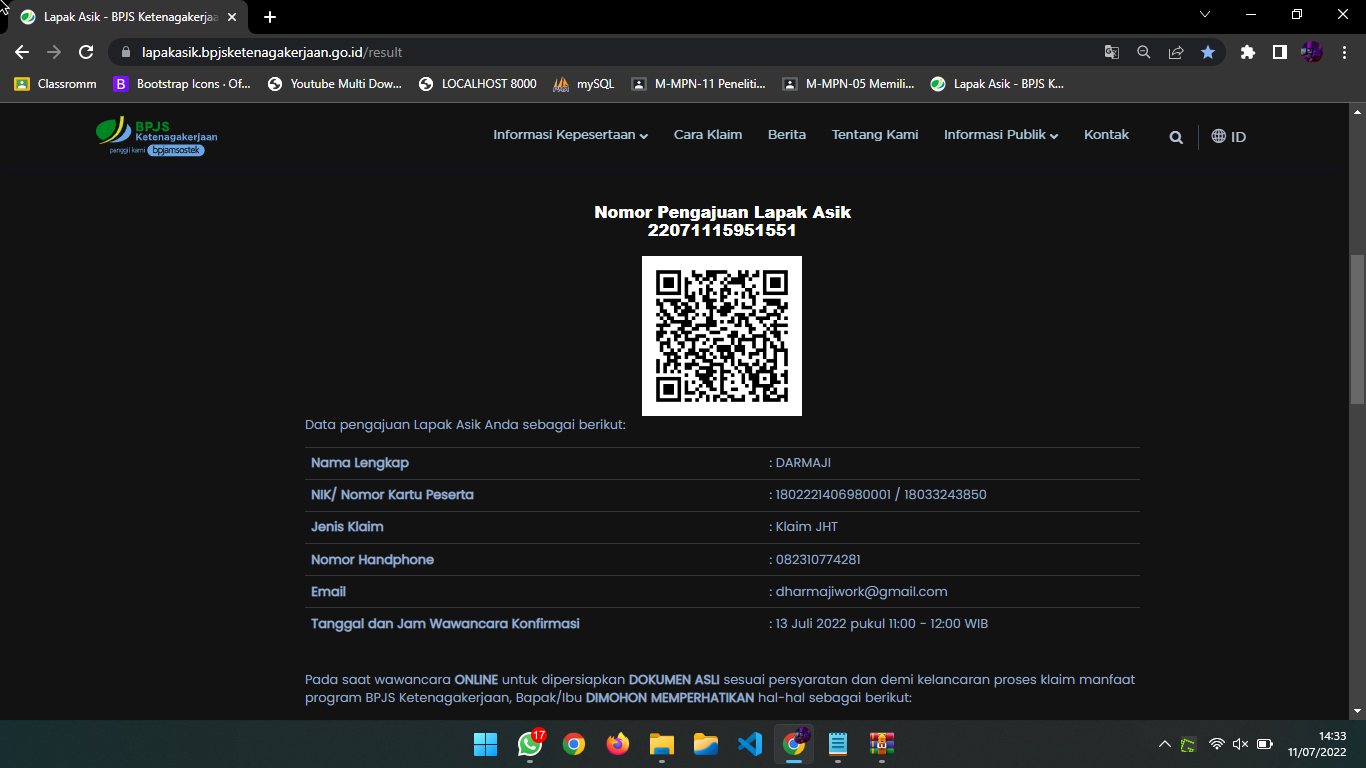 Lapak Asik - BPJS Ketenagakerjaa
lapakasik.bpjsketenagakerjaan.go.id/result
Classromm
Bootstrap Icons · Of...
Youtube Multi Dow...
LOCALHOST 8000
mySQL
M-MPN-11 Peneliti...
M-MPN-05 Memili...
Lapak Asik - BPJS K...
BPJS
Ketenagakerjaan
panggil kami bpjamsostek
Informasi Kepesertaan
Cara Klaim
Berita
Tentang Kami
Informasi Publik
Kontak
ID
Nomor Pengajuan Lapak Asik
22071115951551
Data pengajuan Lapak Asik Anda sebagai berikut:
Nama Lengkap : DARMAJI
NIK/ Nomor Kartu Peserta : 1802221406980001 / 18033243850
Jenis Klaim : Klaim JHT
Nomor Handphone : 082310774281
Email : dharmajiwork@gmail.com
Tanggal dan Jam Wawancara Konfirmasi : 13 Juli 2022 pukul 11:00 - 12:00 WIB
Pada saat wawancara ONLINE untuk dipersiapkan DOKUMEN ASLI sesuai persyaratan dan demi kelancaran proses klaim manfaat
program BPJS Ketenagakerjaan, Bapak/Ibu DIMOHON MEMPERHATIKAN hal-hal sebagai berikut:
17
14:33
11/07/2022